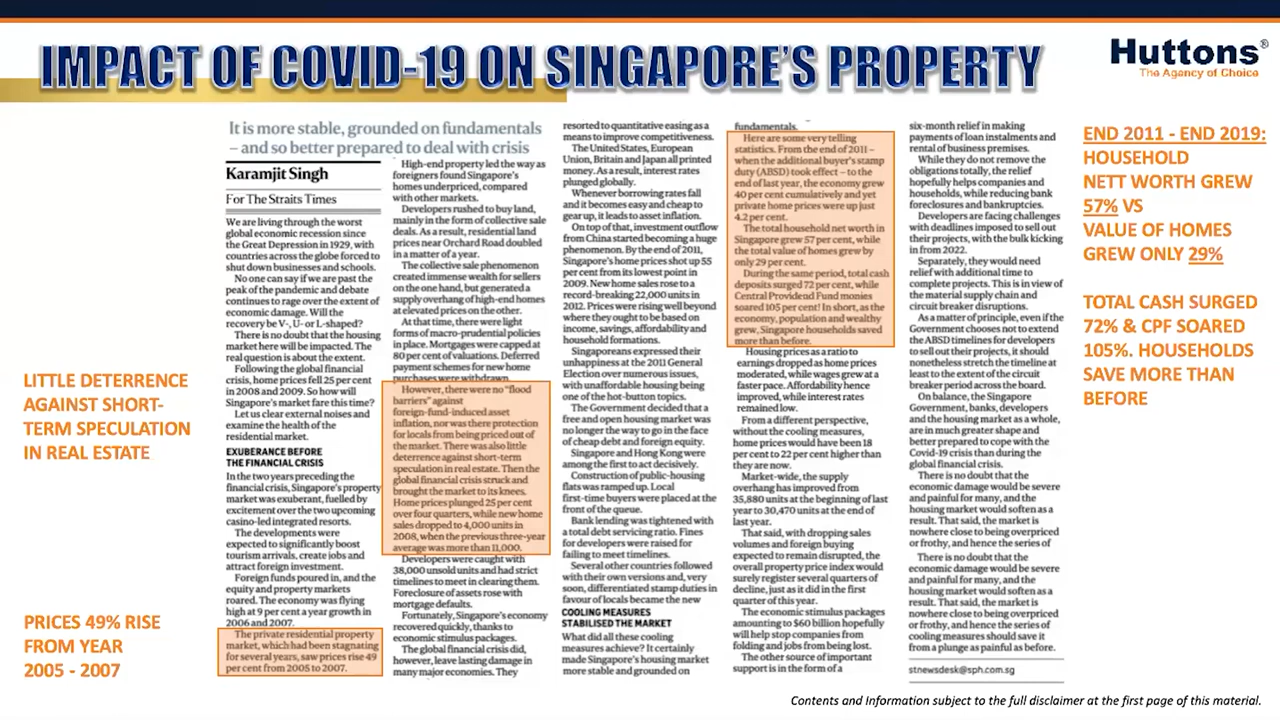 IMPACT OF COVID-19 ON SINGAPORE'S PROPERTY
Huttons®
The Agency of Choice
It is more stable, grounded on fundamentals
– and so better prepared to deal with crisis
Karamjit Singh
For The Straits Times
We are living through the worst
global economic recession since
the Great Depression in 1929, with
countries across the globe forced to
shut down businesses and schools.
No one can say if we are past the
peak of the pandemic and debate
continues to rage over the extent of
economic damage. Will the
recovery be V-, U- or L-shaped?
There is no doubt that the housing
market here will be impacted. The
real question is about the extent.
Following the global financial
crisis, home prices fell 25 per cent
in 2008 and 2009. So how will
Singapore's market fare this time?
Let us clear external noises and
examine the health of the
residential market.
EXUBERANCE BEFORE
THE FINANCIAL CRISIS
In the two years preceding the
financial crisis, Singapore's property
market was exuberant, fuelled by
excitement over the two upcoming
casino-led integrated resorts.
The developments were
expected to significantly boost
tourism arrivals, create jobs and
attract foreign investment.
Foreign funds poured in, and the
equity and property markets
roared. The economy was flying
high at 9 per cent a year growth in
2006 and 2007.
The private residential property
market, which had been stagnating
for several years, saw prices rise 49
per cent from 2005 to 2007.
High-end property led the way as
foreigners found Singapore's
homes underpriced, compared
with other markets.
Developers rushed to buy land,
mainly in the form of collective sale
deals. As a result, residential land
prices near Orchard Road doubled
in a matter of a year.
The collective sale phenomenon
created immense wealth for sellers
on the one hand, but generated a
supply overhang of high-end homes
at elevated prices on the other.
At that time, there were light
forms of macro-prudential policies
in place. Mortgages were capped at
80 per cent of valuations. Deferred
payment schemes for new home
purchases were withdrawn.
However, there were no "flood
barriers" against
foreign-fund-induced asset
inflation, nor was there protection
for locals from being priced out of
the market. There was also little
deterrence against short-term
speculation in real estate. Then the
global financial crisis struck and
brought the market to its knees.
Home prices plunged 25 per cent
over four quarters, while new home
sales dropped to 4,000 units in
2008, when the previous three-year
average was more than 11,000.
Developers were caught with
38,000 unsold units and had strict
timelines to meet in clearing them.
Foreclosure of assets rose with
mortgage defaults.
Fortunately, Singapore's economy
recovered quickly, thanks to
economic stimulus packages.
The global financial crisis did,
however, leave lasting damage in
many major economies. They
resorted to quantitative easing as a
means to improve competitiveness.
The United States, European
Union, Britain and Japan all printed
money. As a result, interest rates
plunged globally.
Whenever borrowing rates fall
and it becomes easy and cheap to
gear up, it leads to asset inflation.
On top of that, investment outflow
from China started becoming a huge
phenomenon. By the end of 2011,
Singapore's home prices shot up 55
per cent from its lowest point in
2009. New home sales rose to a
record-breaking 22,000 units in
2012. Prices were rising well beyond
where they ought to be based on
income, savings, affordability and
household formations.
Singaporeans expressed their
unhappiness at the 2011 General
Election over numerous issues,
with unaffordable housing being
one of the hot-button topics.
The Government decided that a
free and open housing market was
no longer the way to go in the face
of cheap debt and foreign equity.
Singapore and Hong Kong were
among the first to act decisively.
Construction of public-housing
flats was ramped up. Local
first-time buyers were placed at the
front of the queue.
Bank lending was tightened with
a total debt servicing ratio. Fines
for developers were raised for
failing to meet timelines.
Several other countries followed
with their own versions and, very
soon, differentiated stamp duties in
favour of locals became the new
COOLING MEASURES
STABILISED THE MARKET
What did all these cooling
measures achieve? It certainly
made Singapore's housing market
more stable and grounded on
fundamentals.
Here are some very telling
statistics. From the end of 2011 –
when the additional buyer's stamp
duty (ABSD) took effect – to the
end of last year, the economy grew
40 per cent cumulatively and yet
private home prices were up just
4.2 per cent.
The total household net worth in
Singapore grew 57 per cent, while
the total value of homes grew by
only 29 per cent.
During the same period, total cash
deposits surged 72 per cent, while
Central Provident Fund monies
soared 105 per cent! In short, as the
economy, population and wealthy
grew, Singapore households saved
more than before.
Housing prices as a ratio to
earnings dropped as home prices
moderated, while wages grew at a
faster pace. Affordability hence
improved, while interest rates
remained low.
From a different perspective,
without the cooling measures,
home prices would have been 18
per cent to 22 per cent higher than
they are now.
Market-wide, the supply
overhang has improved from
35,880 units at the beginning of last
year to 30,470 units at the end of
last year.
That said, with dropping sales
volumes and foreign buying
expected to remain disrupted, the
overall property price index would
surely register several quarters of
decline, just as it did in the first
quarter of this year.
The economic stimulus packages
amounting to $60 billion hopefully
will help stop companies from
folding and jobs from being lost.
The other source of important
support is in the form of a
six-month relief in making
payments of loan instalments and
rental of business premises.
While they do not remove the
obligations totally, the relief
hopefully helps companies and
households, while reducing bank
foreclosures and bankruptcies.
Developers are facing challenges
with deadlines imposed to sell out
their projects, with the bulk kicking
in from 2022.
Separately, they would need
relief with additional time to
complete projects. This is in view of
the material supply chain and
circuit breaker disruptions.
As a matter of principle, even if the
Government chooses not to extend
the ABSD timelines for developers
to sell out their projects, it should
nonetheless stretch the timeline at
least to the extent of the circuit
breaker period across the board.
On balance, the Singapore
Government, banks, developers
and the housing market as a whole,
are in much greater shape and
better prepared to cope with the
Covid-19 crisis than during the
global financial crisis.
There is no doubt that the
economic damage would be severe
and painful for many, and the
housing market would soften as a
result. That said, the market is
nowhere close to being overpriced
or frothy, and hence the series of
There is no doubt that the
economic damage would be severe
and painful for many, and the
housing market would soften as a
result. That said, the market is
nowhere close to being overpriced
or frothy, and hence the series of
cooling measures should save it
from a plunge as painful as before.
stnewsdesk@sph.com.sg
LITTLE DETERRENCE
AGAINST SHORT-
TERM SPECULATION
IN REAL ESTATE
PRICES 49% RISE
FROM YEAR
2005 - 2007
END 2011 - END 2019:
HOUSEHOLD
NETT WORTH GREW
57% VS
VALUE OF HOMES
GREW ONLY 29%
TOTAL CASH SURGED
72% & CPF SOARED
105%. HOUSEHOLDS
SAVE MORE THAN
BEFORE
Contents and Information subject to the full disclaimer at the first page of this material.